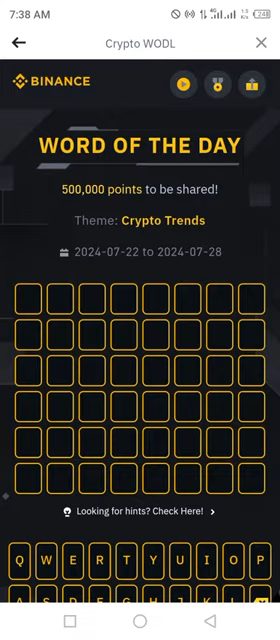 7:38 AM
4G
Crypto WODL
BINANCE
WORD OF THE DAY
500,000 points to be shared!
Theme: Crypto Trends
2024-07-22 to 2024-07-28
Looking for hints? Check Here!
Q W E R T Y U I O P
A S D F G H J K L